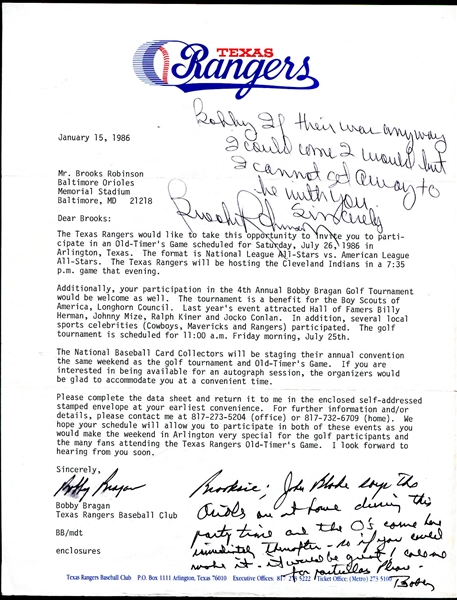 TEXAS
Rangers
January 15, 1986
Bobby If their was anyway
I could come I would but
I cannot get away to
be with you.
Sincerely
Brooks Robinson
Mr. Brooks Robinson
Baltimore Orioles
Memorial Stadium
Baltimore, MD 21218
Dear Brooks:
The Texas Rangers would like to take this opportunity to invite you to parti-
cipate in an Old-Timer's Game scheduled for Saturday, July 26, 1986 in
Arlington, Texas. The format is National League All-Stars vs. American League
All-Stars. The Texas Rangers will be hosting the Cleveland Indians in a 7:35
p.m. game that evening.
Additionally, your participation in the 4th Annual Bobby Bragan Golf Tournament
would be welcome as well. The tournament is a benefit for the Boy Scouts of
America, Longhorn Council. Last year's event attracted Hall of Famers Billy
Herman, Johnny Mize, Ralph Kiner and Jocko Conlan. In addition, several local
sports celebrities (Cowboys, Mavericks and Rangers) participated. The golf
tournament is scheduled for 11:00 a.m. Friday morning, July 25th.
The National Baseball Card Collectors will be staging their annual convention
the same weekend as the golf tournament and Old-Timer's Game. If you are
interested in being available for an autograph session, the organizers would
be glad to accommodate you at a convenient time.
Please complete the data sheet and return it to me in the enclosed self-addressed
stamped envelope at your earliest convenience. For further information and/or
details, please contact me at 817-273-5204 (office) or 817-732-6709 (home). We
hope your schedule will allow you to participate in both of these events as you
would make the weekend in Arlington very special for the golf participants and
the many fans attending the Texas Rangers Old-Timer's Game. I look forward to
hearing from you soon.
Sincerely,
Bobby Bragan
Bobby Bragan
Texas Rangers Baseball Club
BB/mdt
enclosures
Brooksie; John Blake says the
Orioles are at home during this
party time and the O's come here
immediately thereafter - so if you could
make it - it would be great! Call me
for particulars Please -
Bobby
Texas Rangers Baseball Club P.O. Box 1111 Arlington, Texas 76010 Executive Offices: 817 273 5222 Ticket Office: (Metro) 273 5100